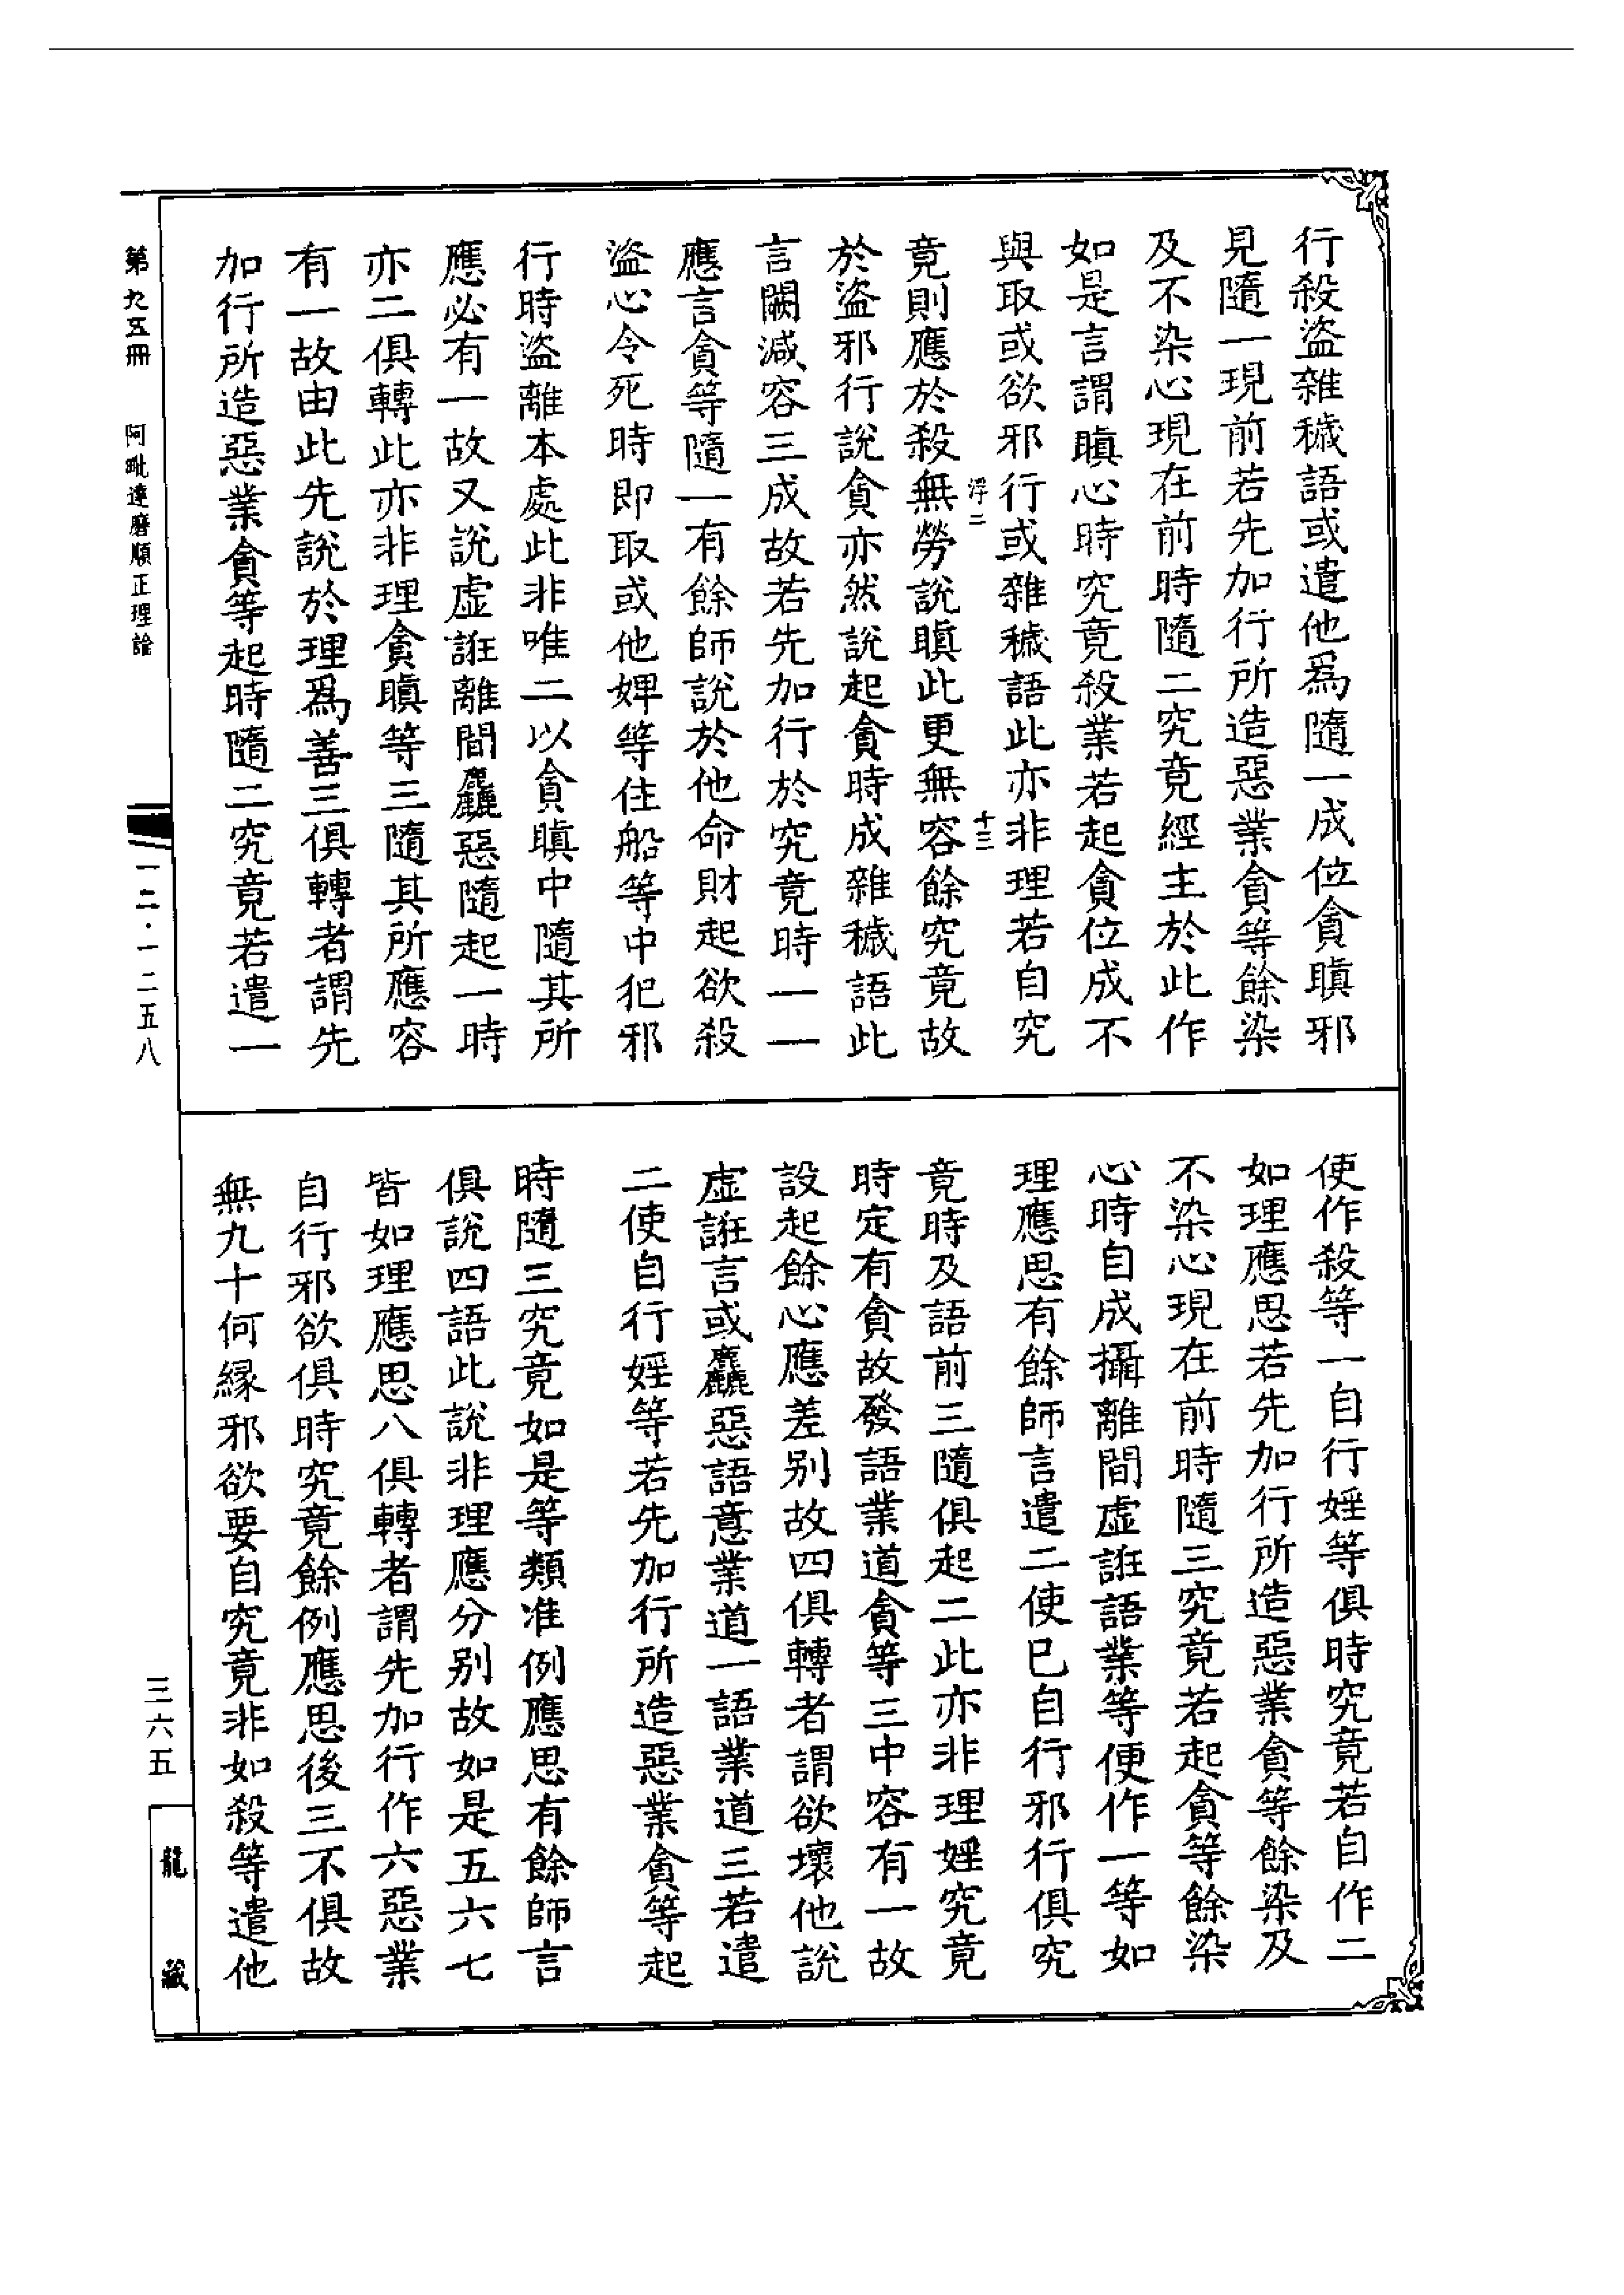 行殺盜雜穢語或遣他爲隨一成位貪瞋邪
見隨一現前若先加行所造惡業貪等餘染
及不染心現在前時隨二究竟經主於此作
如是言謂瞋心時究竟殺業若起貪位成不
與取或欲邪行或雜穢語此亦非理若自究
浮二
十三
竟則應於殺無勞說瞋此更無容餘究竟故
於盜邪行說貪亦然說起貪時成雜穢語此
言闕減容三成故若先加行於究竟時一一
應言貪等隨一有餘師說於他命財起欲殺
盜心令死時即取或他婢等住船等中犯邪
行時盜離本處此非唯二以貪瞋中隨其所
應必有一故又說虛誑離間麤惡隨起一時
亦二俱轉此亦非理貪瞋等三隨其所應容
有一故由此先說於理爲善三俱轉者謂先
加行所造惡業貪等起時隨二究竟若遣一
使作殺等一自行婬等俱時究竟若自作二
如理應思若先加行所造惡業貪等餘染及
不染心現在前時隨三究竟若起貪等餘染
心時自成攝離間虛誑語業等便作一等如
理應思有餘師言遣二使已自行邪行俱究
竟時及語前三隨俱起二此亦非理婬究竟
時定有貪故發語業道貪等三中容有一故
設起餘心應差別故四俱轉者謂欲壞他說
虛誑言或麤惡語意業道一語業道三若遣
二使自行婬等若先加行所造惡業貪等起
時隨三究竟如是等類准例應思有餘師言
俱說四語此說非理應分別故如是五六七
皆如理應思八俱轉者謂先加行作六惡業
自行邪欲俱時究竟餘例應思後三不俱故
無九十何緣邪欲要自究竟非如殺等遣他
第九五冊
阿毗達磨順正理論
一二·一二五八
三六五
龍藏